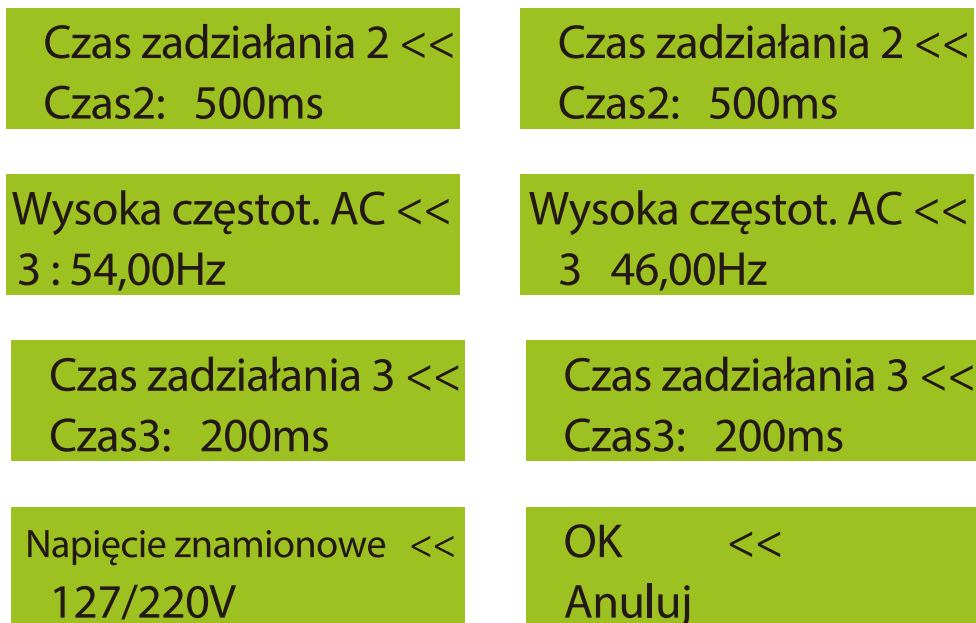 Czas zadziałania 2 <<
Czas2: 500ms
Czas zadziałania 2 <<
Czas2: 500ms
Wysoka częstot. AC <<
3 : 54,00Hz
Wysoka częstot. AC <<
3 46,00Hz
Czas zadziałania 3 <<
Czas3: 200ms
Czas zadziałania 3 <<
Czas3: 200ms
Napięcie znamionowe <<
127/220V
OK <<
Anuluj